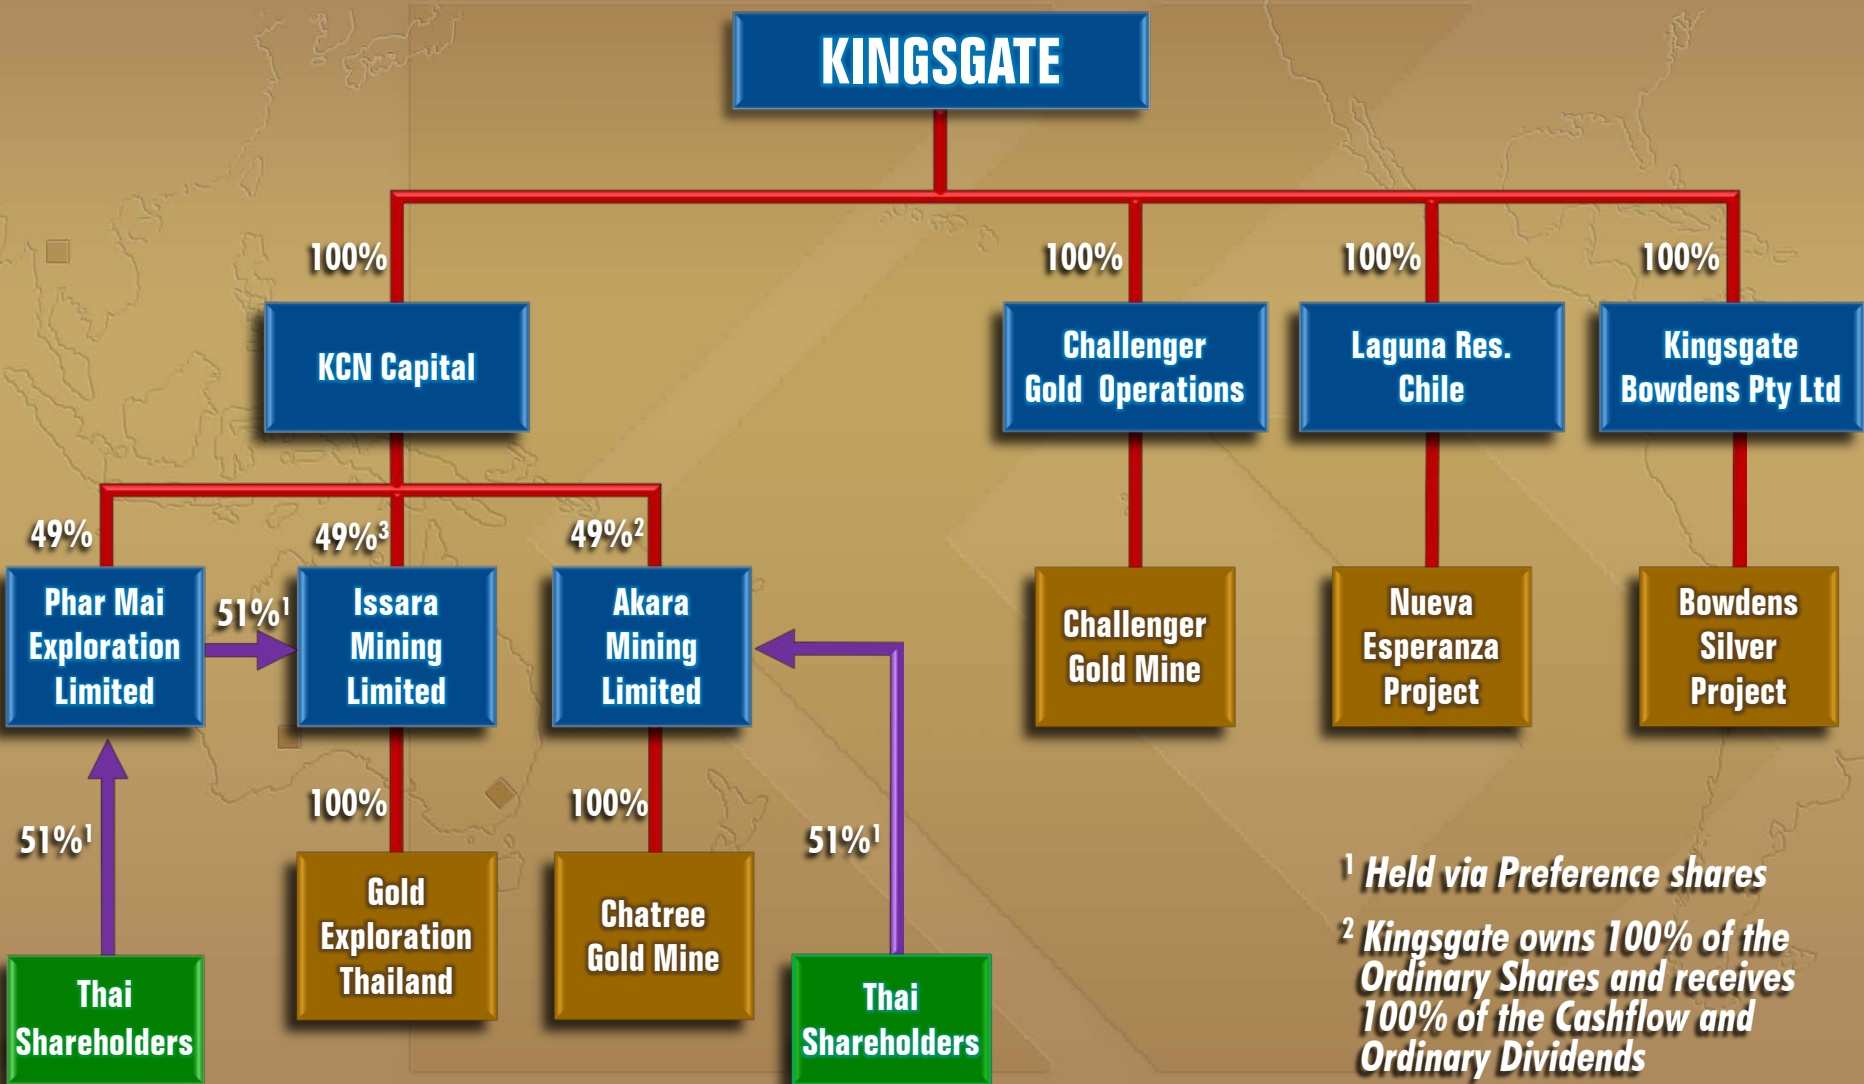 KINGSGATE
100%
100%
100%
100%
KCN Capital
Challenger
Gold Operations
Laguna Res.
Chile
Kingsgate
Bowdens Pty Ltd
49%
49%³
49%²
Phar Mai
Exploration
Limited
51%¹
Issara
Mining
Limited
Akara
Mining
Limited
Challenger
Gold Mine
Nueva
Esperanza
Project
Bowdens
Silver
Project
51%¹
100%
100%
51%¹
Gold
Exploration
Thailand
Chatree
Gold Mine
Thai
Shareholders
Thai
Shareholders
¹ Held via Preference shares
² Kingsgate owns 100% of the
Ordinary Shares and receives
100% of the Cashflow and
Ordinary Dividends